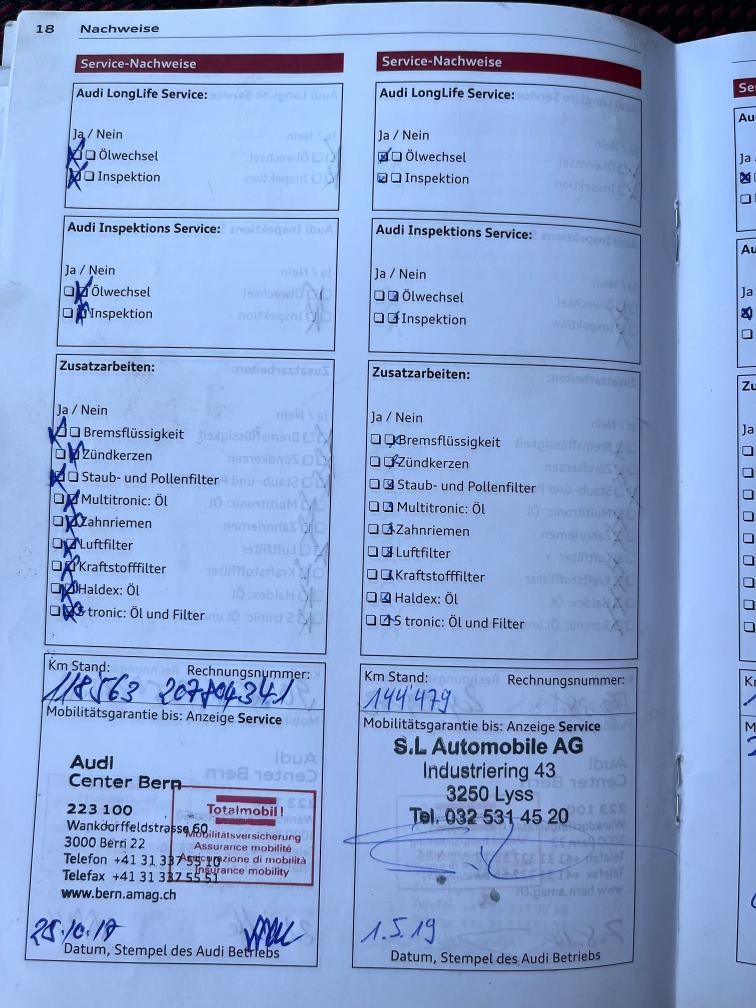 18 Nachweise
Service-Nachweise
Audi LongLife Service:
Ja / Nein
Ölwechsel
Inspektion
Audi Inspektions Service:
Ja / Nein
Ölwechsel
Inspektion
Zusatzarbeiten:
Ja / Nein
Bremsflüssigkeit
Zündkerzen
Staub- und Pollenfilter
Multitronic: Öl
Zahnriemen
Luftfilter
Kraftstofffilter
Haldex: Öl
S tronic: Öl und Filter
Km Stand: Rechnungsnummer:
118563
Mobilitätsgarantie bis: Anzeige Service
Audi
Center Bern
223 100
Wankdorffeldstrasse 60
3000 Bern 22
Telefon +41 31 337 55 10
Telefax +41 31 337 55 51
www.bern.amag.ch
Totalmobil!
Mobilitätsversicherung
Assurance mobilité
Assicurazione di mobilità
Insurance mobility
25.10.17
Datum, Stempel des Audi Betriebs
Service-Nachweise
Audi LongLife Service:
Ja / Nein
Ölwechsel
Inspektion
Audi Inspektions Service:
Ja / Nein
Ölwechsel
Inspektion
Zusatzarbeiten:
Ja / Nein
Bremsflüssigkeit
Zündkerzen
Staub- und Pollenfilter
Multitronic: Öl
Zahnriemen
Luftfilter
Kraftstofffilter
Haldex: Öl
S tronic: Öl und Filter
Km Stand: Rechnungsnummer:
144'479
Mobilitätsgarantie bis: Anzeige Service
S.L Automobile AG
Industriering 43
3250 Lyss
Tel. 032 531 45 20
1.5.19
Datum, Stempel des Audi Betriebs